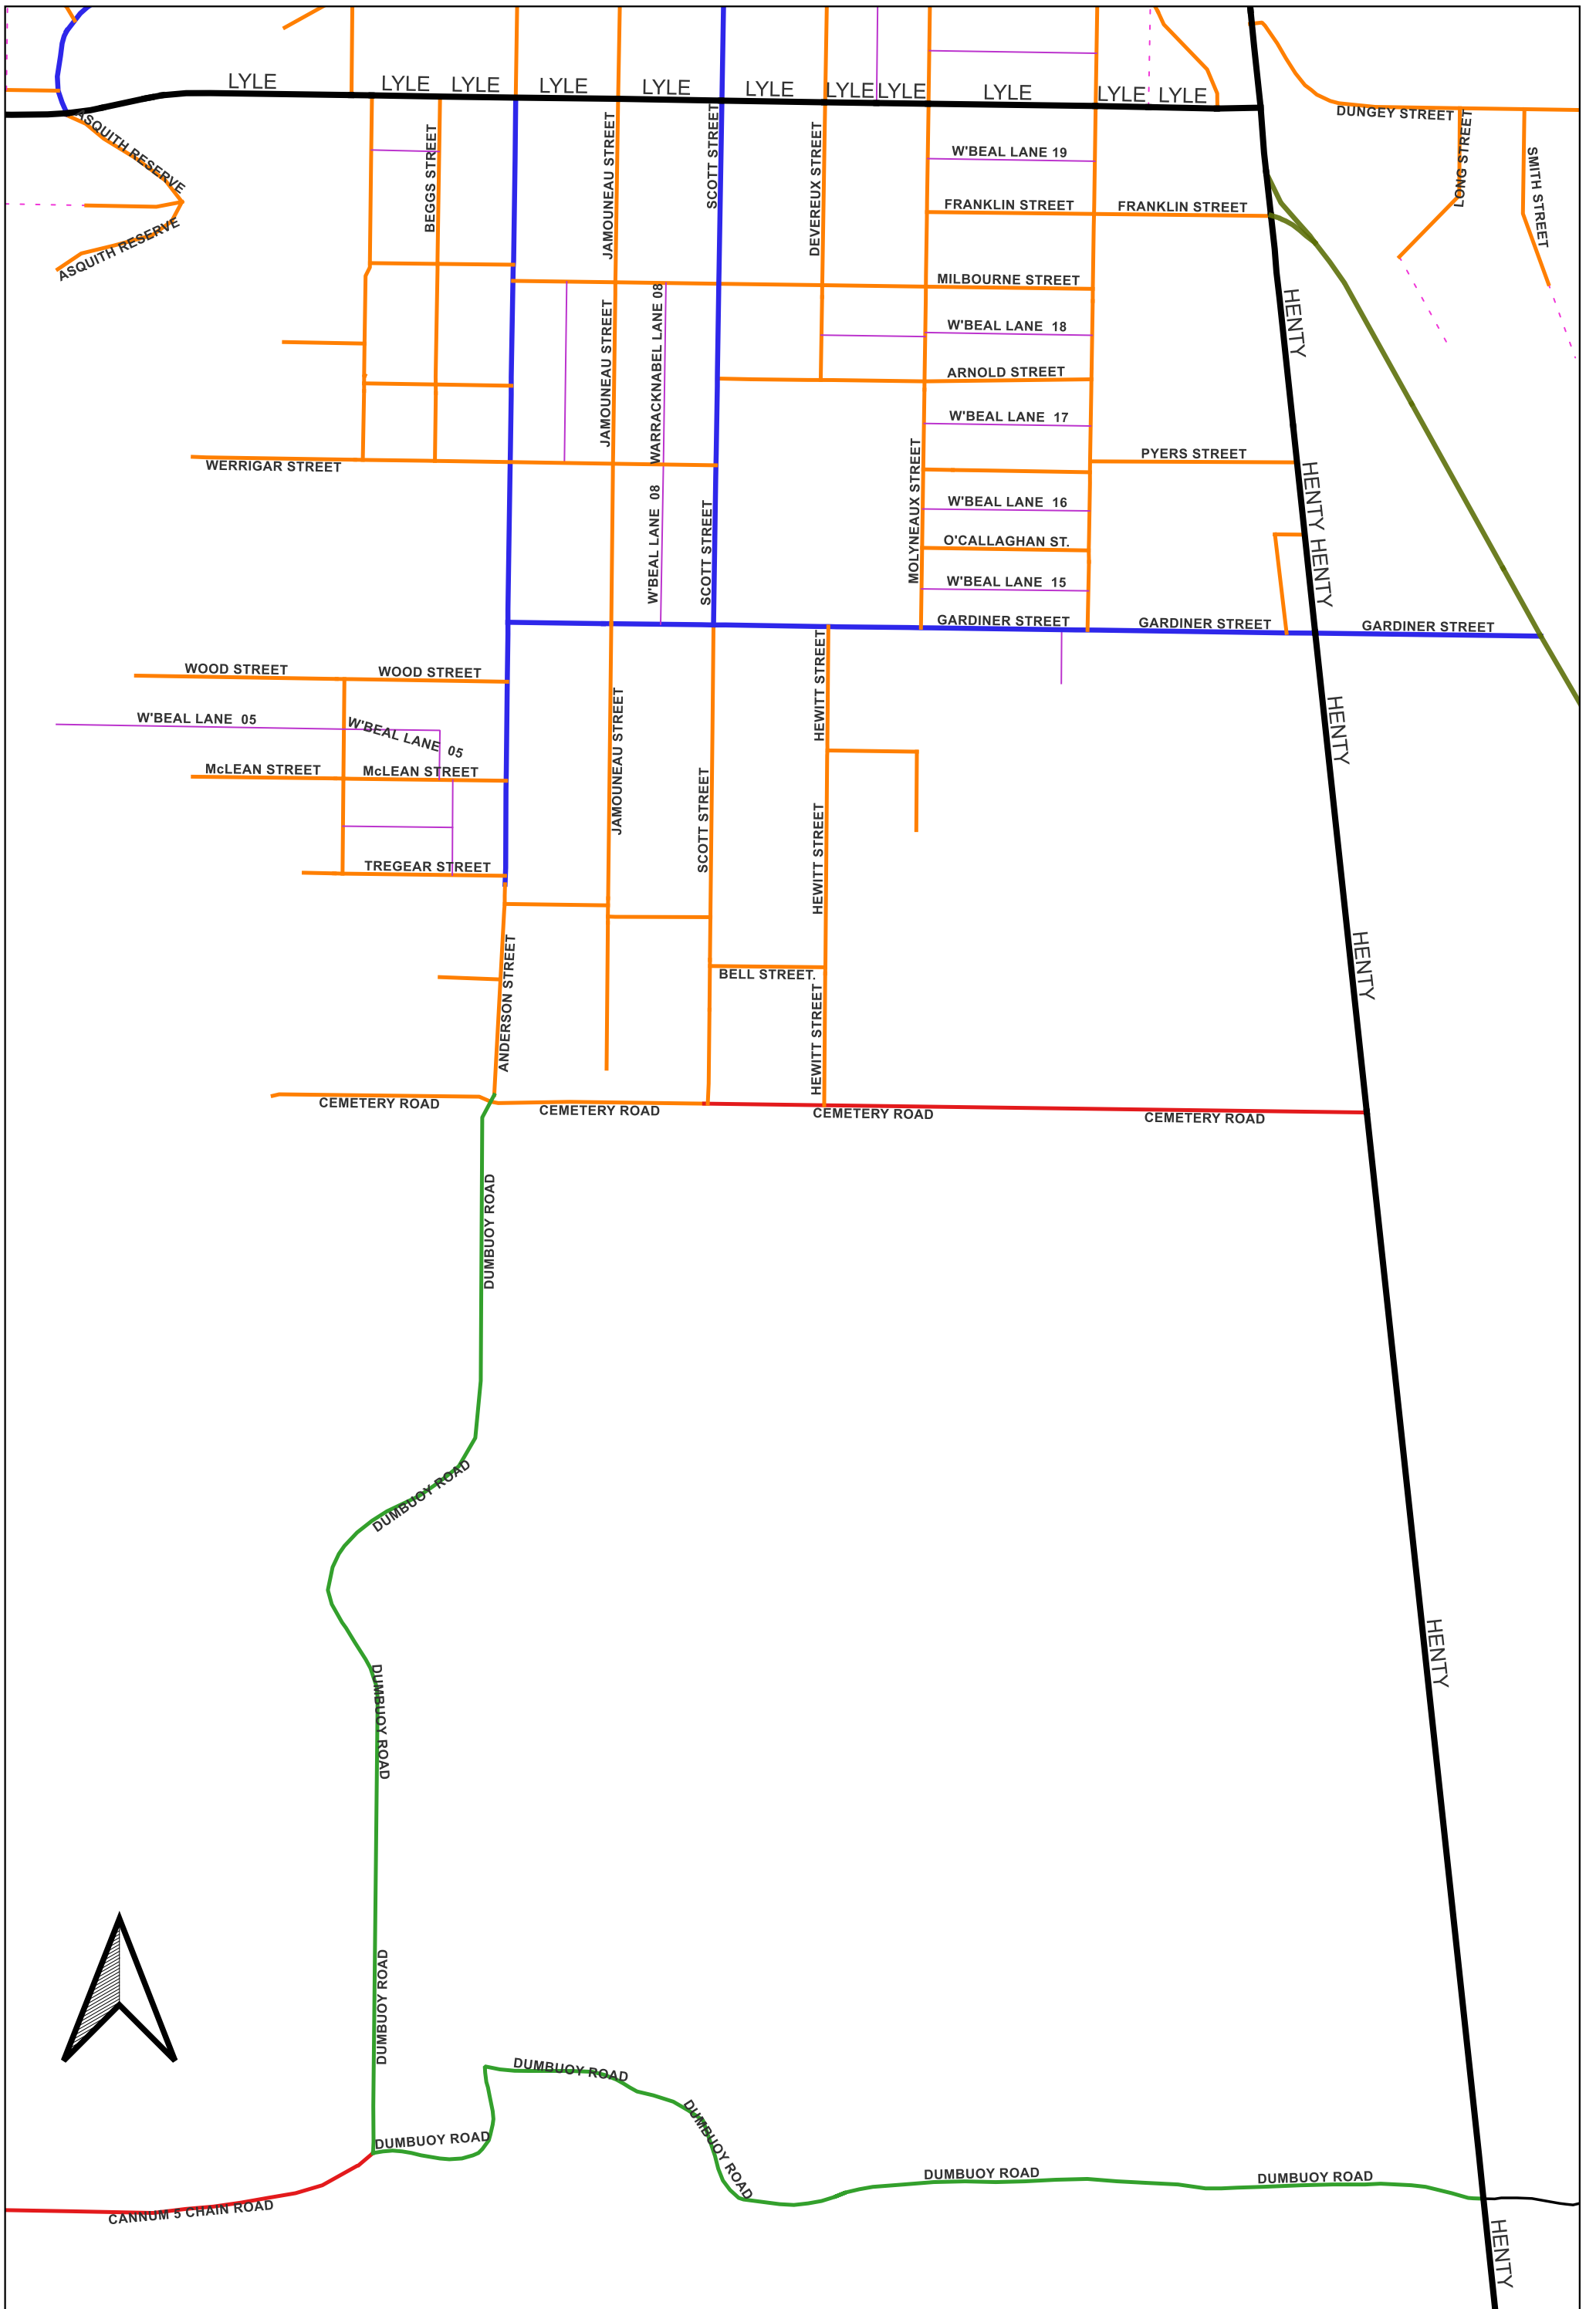 LYLE
LYLE
LYLE
LYLE
LYLE
LYLE
LYLE
LYLE
LYLE
LYLE
LYLE
ASQUITH RESERVE
ASQUITH RESERVE
BEGGS STREET
JAMOUNEAU STREET
SCOTT STREET
DEVEREUX STREET
W'BEAL LANE 19
FRANKLIN STREET
FRANKLIN STREET
DUNGEY STREET
LONG STREET
SMITH STREET
MILBOURNE STREET
HENTY
W'BEAL LANE 18
JAMOUNEAU STREET
WARRACKNABEL LANE 08
ARNOLD STREET
W'BEAL LANE 17
WERRIGAR STREET
MOLYNEAUX STREET
PYERS STREET
HENTY
W'BEAL LANE 08
SCOTT STREET
W'BEAL LANE 16
O'CALLAGHAN ST.
HENTY
W'BEAL LANE 15
GARDINER STREET
GARDINER STREET
GARDINER STREET
WOOD STREET
WOOD STREET
HEWITT STREET
W'BEAL LANE 05
W'BEAL LANE 05
JAMOUNEAU STREET
HENTY
McLEAN STREET
McLEAN STREET
SCOTT STREET
HEWITT STREET
TREGEAR STREET
ANDERSON STREET
BELL STREET.
HENTY
HEWITT STREET
CEMETERY ROAD
CEMETERY ROAD
CEMETERY ROAD
CEMETERY ROAD
DUMBUOY ROAD
DUMBUOY ROAD
HENTY
DUMBUOY ROAD
DUMBUOY ROAD
DUMBUOY ROAD
DUMBUOY ROAD
DUMBUOY ROAD
DUMBUOY ROAD
DUMBUOY ROAD
CANNUM 5 CHAIN ROAD
HENTY